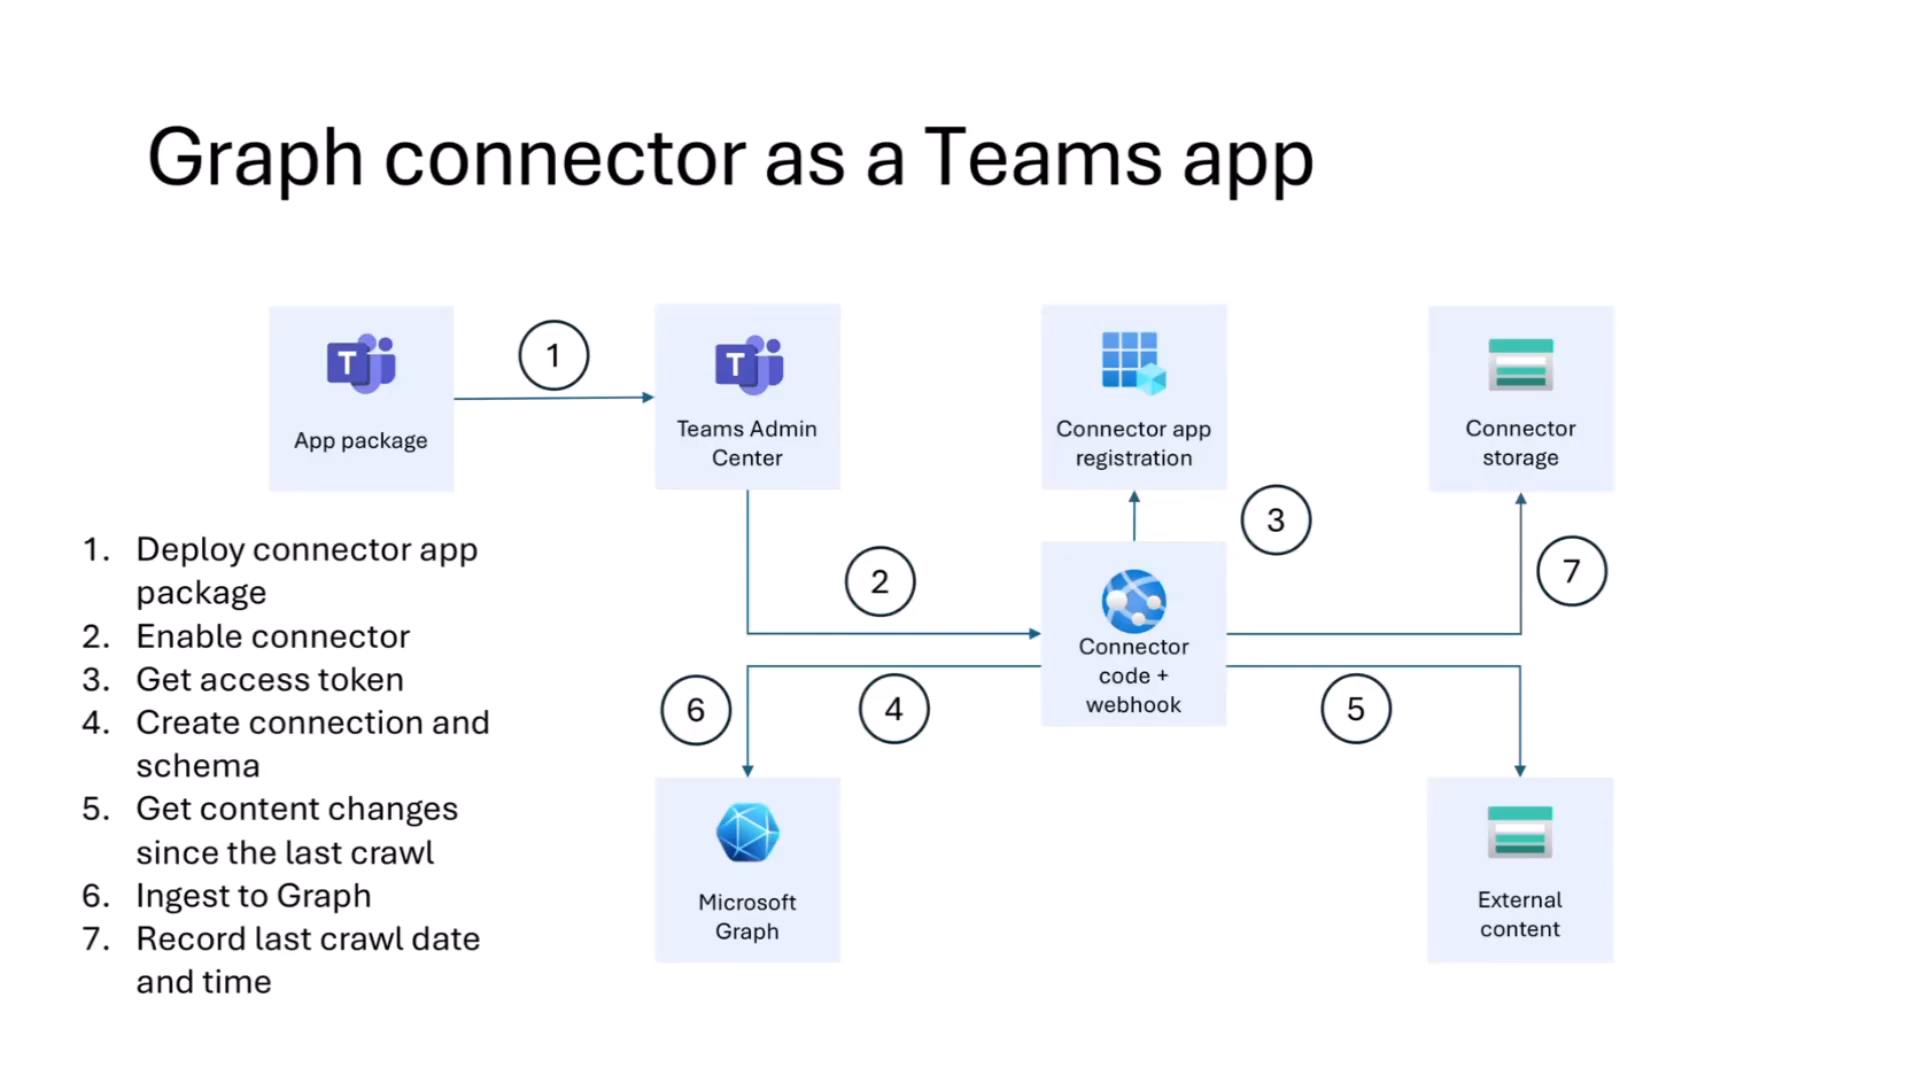 Graph connector as a Teams app
T
App package
1
T
Teams Admin
Center
Connector app
registration
Connector
storage
3
2
7
Connector
code +
webhook
6
4
5
Microsoft
Graph
External
content
1. Deploy connector app
package
2. Enable connector
3. Get access token
4. Create connection and
schema
5. Get content changes
since the last crawl
6. Ingest to Graph
7. Record last crawl date
and time